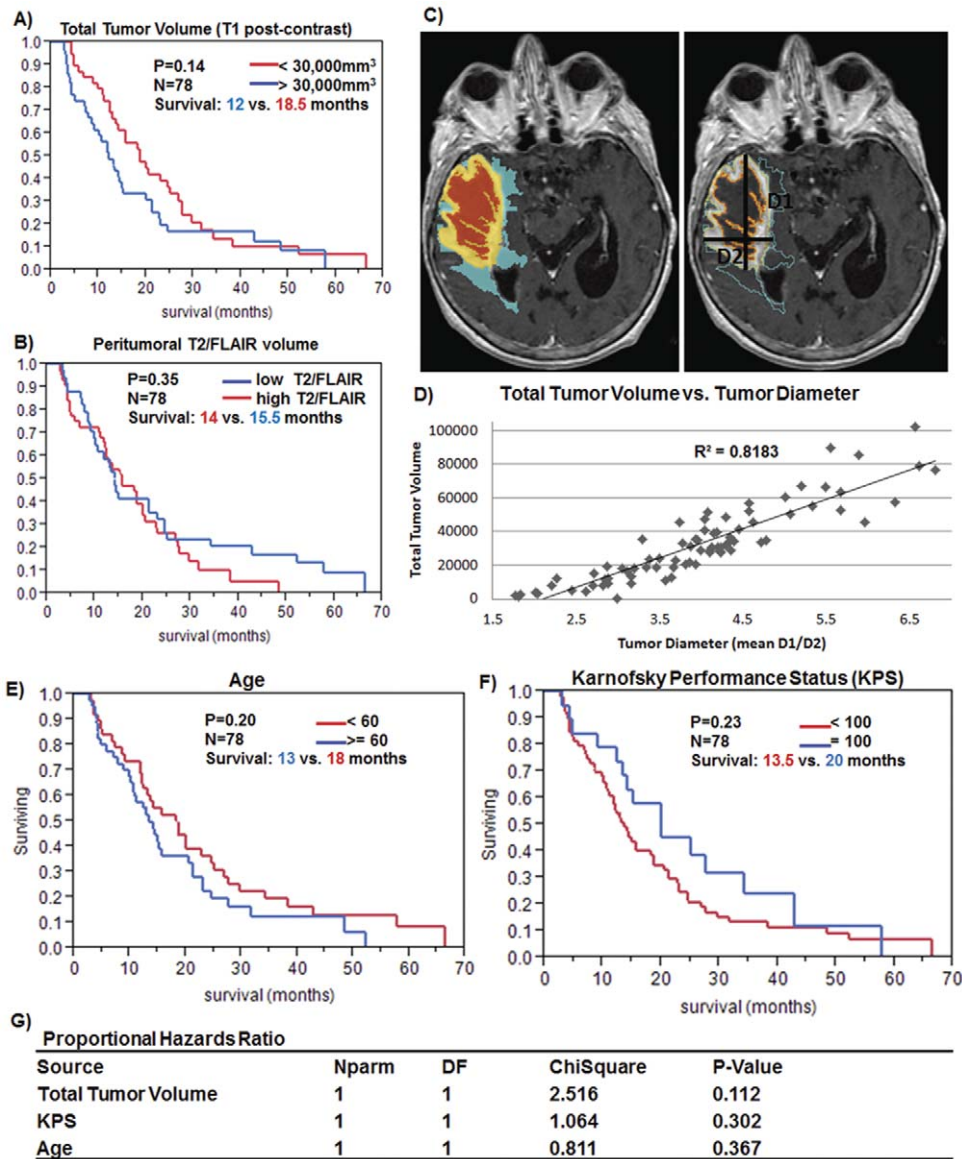 A)
Total Tumor Volume (T1 post-contrast)
P=0.14
< 30,000mm³
N=78
> 30,000mm³
Survival: 12 vs. 18.5 months
1.0
0.9
0.8
0.7
0.6
0.5
0.4
0.3
0.2
0.1
0.0
0 10 20 30 40 50 60 70
survival (months)
B)
Peritumoral T2/FLAIR volume
P=0.35
low T2/FLAIR
N=78
high T2/FLAIR
Survival: 14 vs. 15.5 months
1.0
0.9
0.8
0.7
0.6
0.5
0.4
0.3
0.2
0.1
0.0
0 10 20 30 40 50 60 70
survival (months)
C)
D1
D2
D)
Total Tumor Volume vs. Tumor Diameter
R² = 0.8183
Total Tumor Volume
100000
80000
60000
40000
20000
0
1.5 2.5 3.5 4.5 5.5 6.5
Tumor Diameter (mean D1/D2)
E)
Age
P=0.20
< 60
N=78
>= 60
Survival: 13 vs. 18 months
Surviving
1.0
0.9
0.8
0.7
0.6
0.5
0.4
0.3
0.2
0.1
0.0
0 10 20 30 40 50 60 70
survival (months)
F)
Karnofsky Performance Status (KPS)
P=0.23
< 100
N=78
= 100
Survival: 13.5 vs. 20 months
Surviving
1.0
0.9
0.8
0.7
0.6
0.5
0.4
0.3
0.2
0.1
0.0
0 10 20 30 40 50 60 70
survival (months)
G)
Proportional Hazards Ratio
Source Nparm DF ChiSquare P-Value
Total Tumor Volume 1 1 2.516 0.112
KPS 1 1 1.064 0.302
Age 1 1 0.811 0.367